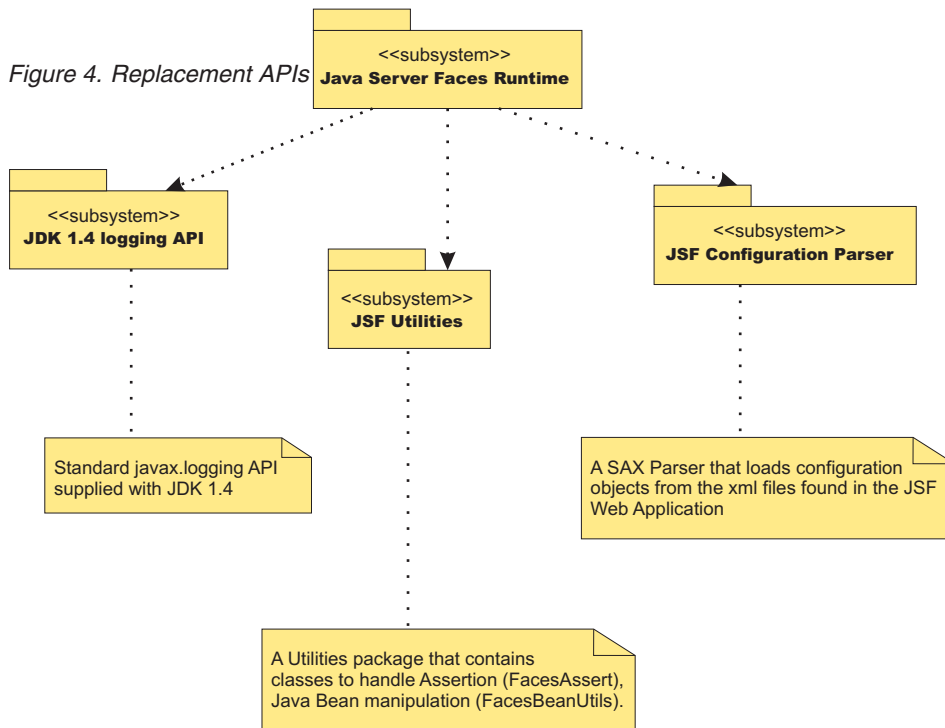 <<subsystem>>
Java Server Faces Runtime
Figure 4. Replacement APIs
<<subsystem>>
JDK 1.4 logging API
<<subsystem>>
JSF Configuration Parser
<<subsystem>>
JSF Utilities
Standard javax.logging API
supplied with JDK 1.4
A SAX Parser that loads configuration
objects from the xml files found in the JSF
Web Application
A Utilities package that contains
classes to handle Assertion (FacesAssert),
Java Bean manipulation (FacesBeanUtils).